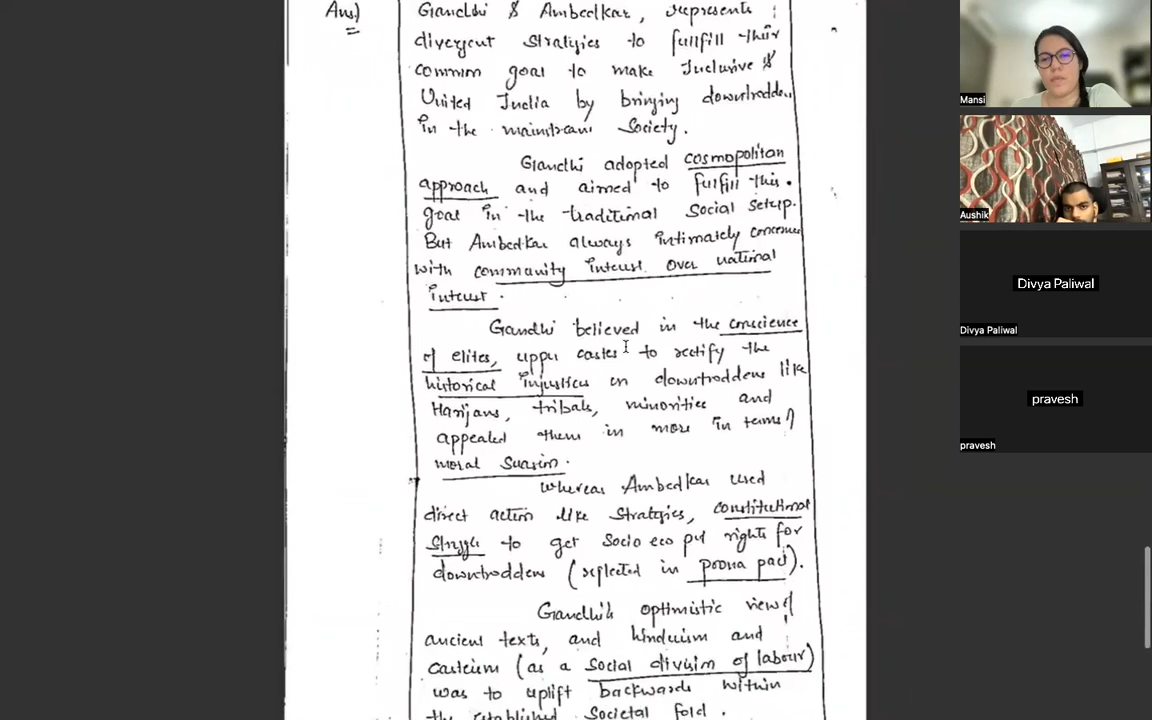 Ans)
Gandhi & Ambedkar, represents
divergent Stratigies to fullfill their
common goal to make Inclusive &
United India by bringing downtrodden
in the mainstream Society.
Gandhi adopted cosmopolitan
approach and aimed to fulfill this.
goal in the traditional Social setup.
But Ambedkar always intimately concerned
with community interest over national
interest.
Gandhi believed in the conscience
of elites, upper castes to rectify the
historical injustices on downtroddens like
Harijans, tribals, minorities and
appealed them in more in terms of
moral suasion.
Whereas Ambedkar used
direct action like Stratgies, constitutional
Struggle to get Socio eco pol rights for
downtroddens (reflected in poona pact).
Gandhi's optimistic view of
ancient texts, and hinduism and
casteism (as a Social division of labour)
was to uplift backwards within
the established Societal fold.
Mansi
Aushik
Divya Paliwal
Divya Paliwal
pravesh
pravesh